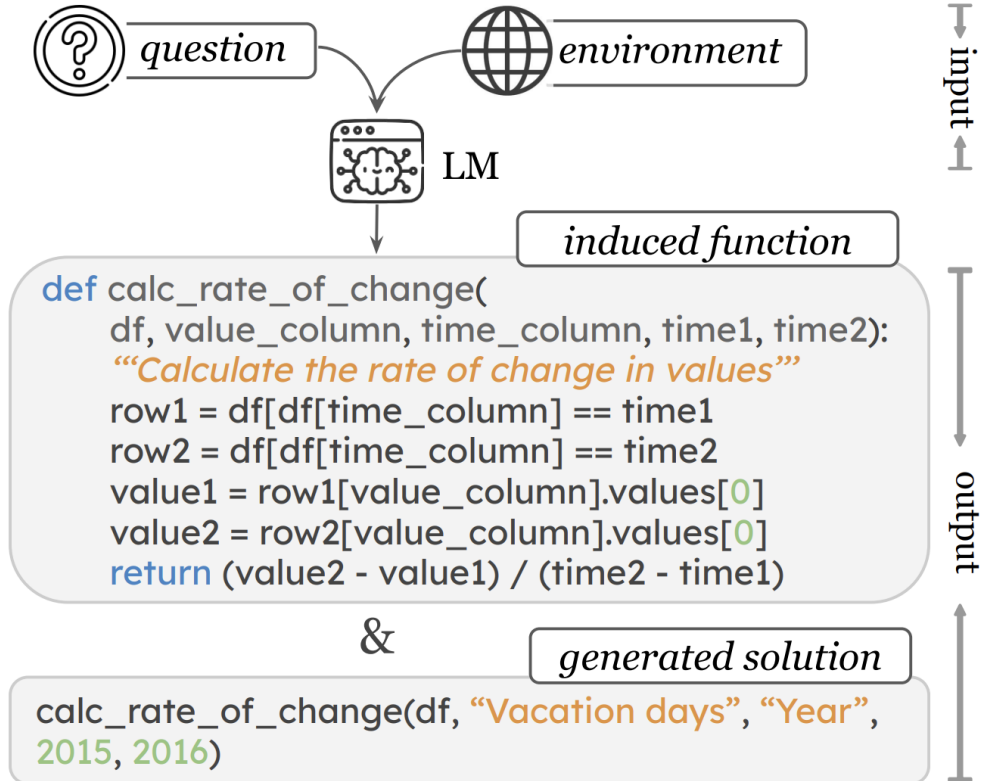 question
environment
input
LM
induced function
def calc_rate_of_change(
df, value_column, time_column, time1, time2):
“‘Calculate the rate of change in values”’
row1 = df[df[time_column] == time1
row2 = df[df[time_column] == time2
value1 = row1[value_column].values[0]
value2 = row2[value_column].values[0]
return (value2 - value1) / (time2 - time1)
output
&
generated solution
calc_rate_of_change(df, “Vacation days”, “Year”,
2015, 2016)